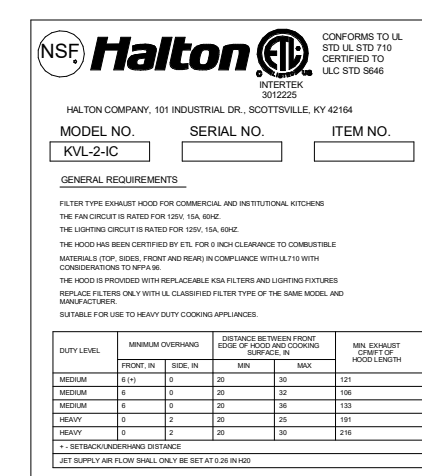 NSF® Halton ETL CONFORMS TO UL
STD UL STD 710
CERTIFIED TO
ULC STD S646
C US
LISTED
INTERTEK
3012225
HALTON COMPANY, 101 INDUSTRIAL DR., SCOTTSVILLE, KY 42164
MODEL NO. SERIAL NO. ITEM NO.
KVL-2-IC
GENERAL REQUIREMENTS
FILTER TYPE EXHAUST HOOD FOR COMMERCIAL AND INSTITUTIONAL KITCHENS
THE FAN CIRCUIT IS RATED FOR 125V, 15A, 60HZ.
THE LIGHTING CIRCUIT IS RATED FOR 125V, 15A, 60HZ.
THE HOOD HAS BEEN CERTIFIED BY ETL FOR 0 INCH CLEARANCE TO COMBUSTIBLE
MATERIALS (TOP, SIDES, FRONT AND REAR) IN COMPLIANCE WITH UL710 WITH
CONSIDERATIONS TO NFPA 96.
THE HOOD IS PROVIDED WITH REPLACEABLE KSA FILTERS AND LIGHTING FIXTURES
REPLACE FILTERS ONLY WITH UL CLASSIFIED FILTER TYPE OF THE SAME MODEL AND
MANUFACTURER.
SUITABLE FOR USE TO HEAVY DUTY COOKING APPLIANCES.
DUTY LEVEL MINIMUM OVERHANG DISTANCE BETWEEN FRONT EDGE OF HOOD AND COOKING SURFACE, IN MIN. EXHAUST CFM/FT OF HOOD LENGTH
FRONT, IN SIDE, IN MIN MAX
MEDIUM 6 (+) 0 20 30 121
MEDIUM 6 0 20 32 106
MEDIUM 6 0 20 36 133
HEAVY 0 2 20 25 191
HEAVY 0 2 20 30 216
+ - SETBACK/UNDERHANG DISTANCE
JET SUPPLY AIR FLOW SHALL ONLY BE SET AT 0.26 IN H20